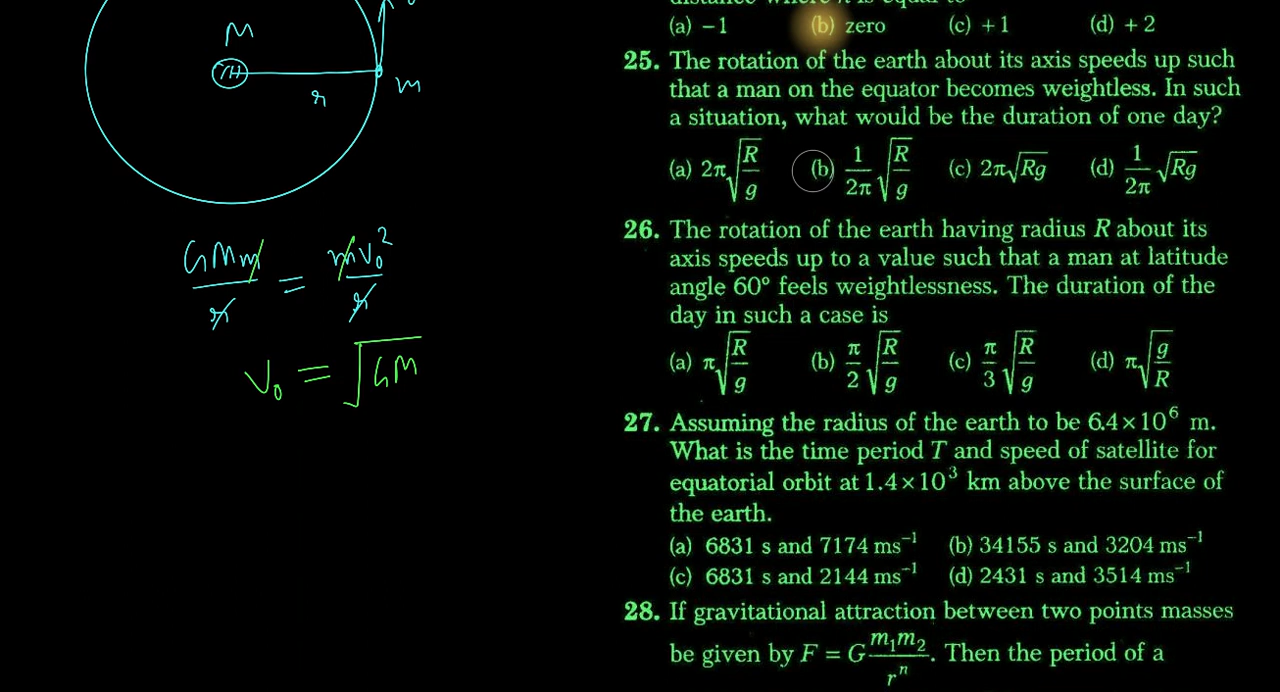 M
m
r
GMm/r = mv₀²/r
V₀ = √GM
(a) −1 (b) zero (c) +1 (d) +2
25. The rotation of the earth about its axis speeds up such
that a man on the equator becomes weightless. In such
a situation, what would be the duration of one day?
(a) 2π√(R/g) (b) 1/2π √(R/g) (c) 2π√Rg (d) 1/2π √Rg
26. The rotation of the earth having radius R about its
axis speeds up to a value such that a man at latitude
angle 60° feels weightlessness. The duration of the
day in such a case is
(a) π√(R/g) (b) π/2 √(R/g) (c) π/3 √(R/g) (d) π√(g/R)
27. Assuming the radius of the earth to be 6.4×10⁶ m.
What is the time period T and speed of satellite for
equatorial orbit at 1.4×10³ km above the surface of
the earth.
(a) 6831 s and 7174 ms⁻¹ (b) 34155 s and 3204 ms⁻¹
(c) 6831 s and 2144 ms⁻¹ (d) 2431 s and 3514 ms⁻¹
28. If gravitational attraction between two points masses
be given by F = G m₁m₂/rⁿ. Then the period of a